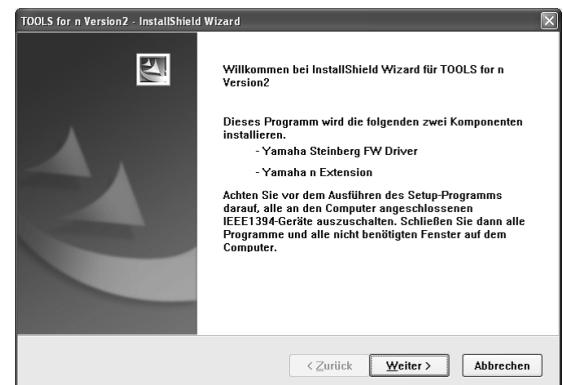 TOOLS for n Version2 - InstallShield Wizard
Willkommen bei InstallShield Wizard für TOOLS for n
Version2
Dieses Programm wird die folgenden zwei Komponenten
installieren.
- Yamaha Steinberg FW Driver
- Yamaha n Extension
Achten Sie vor dem Ausführen des Setup-Programms
darauf, alle an den Computer angeschlossenen
IEEE1394-Geräte auszuschalten. Schließen Sie dann alle
Programme und alle nicht benötigten Fenster auf dem
Computer.
< Zurück Weiter > Abbrechen